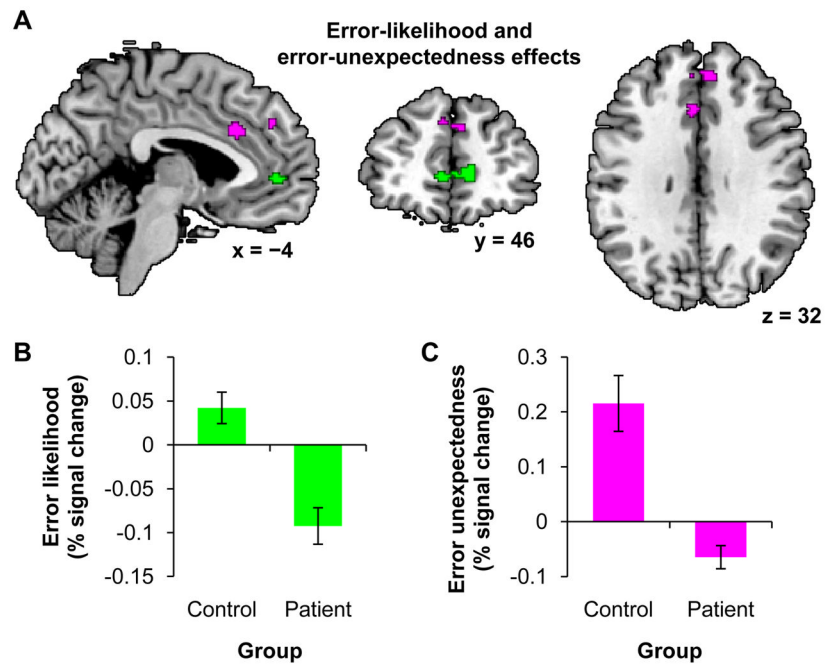 A
Error-likelihood and
error-unexpectedness effects
x = −4
y = 46
z = 32
B
Error likelihood
(% signal change)
0.1
0.05
0
-0.05
-0.1
-0.15
Control
Patient
Group
C
Error unexpectedness
(% signal change)
0.3
0.2
0.1
0
-0.1
Control
Patient
Group